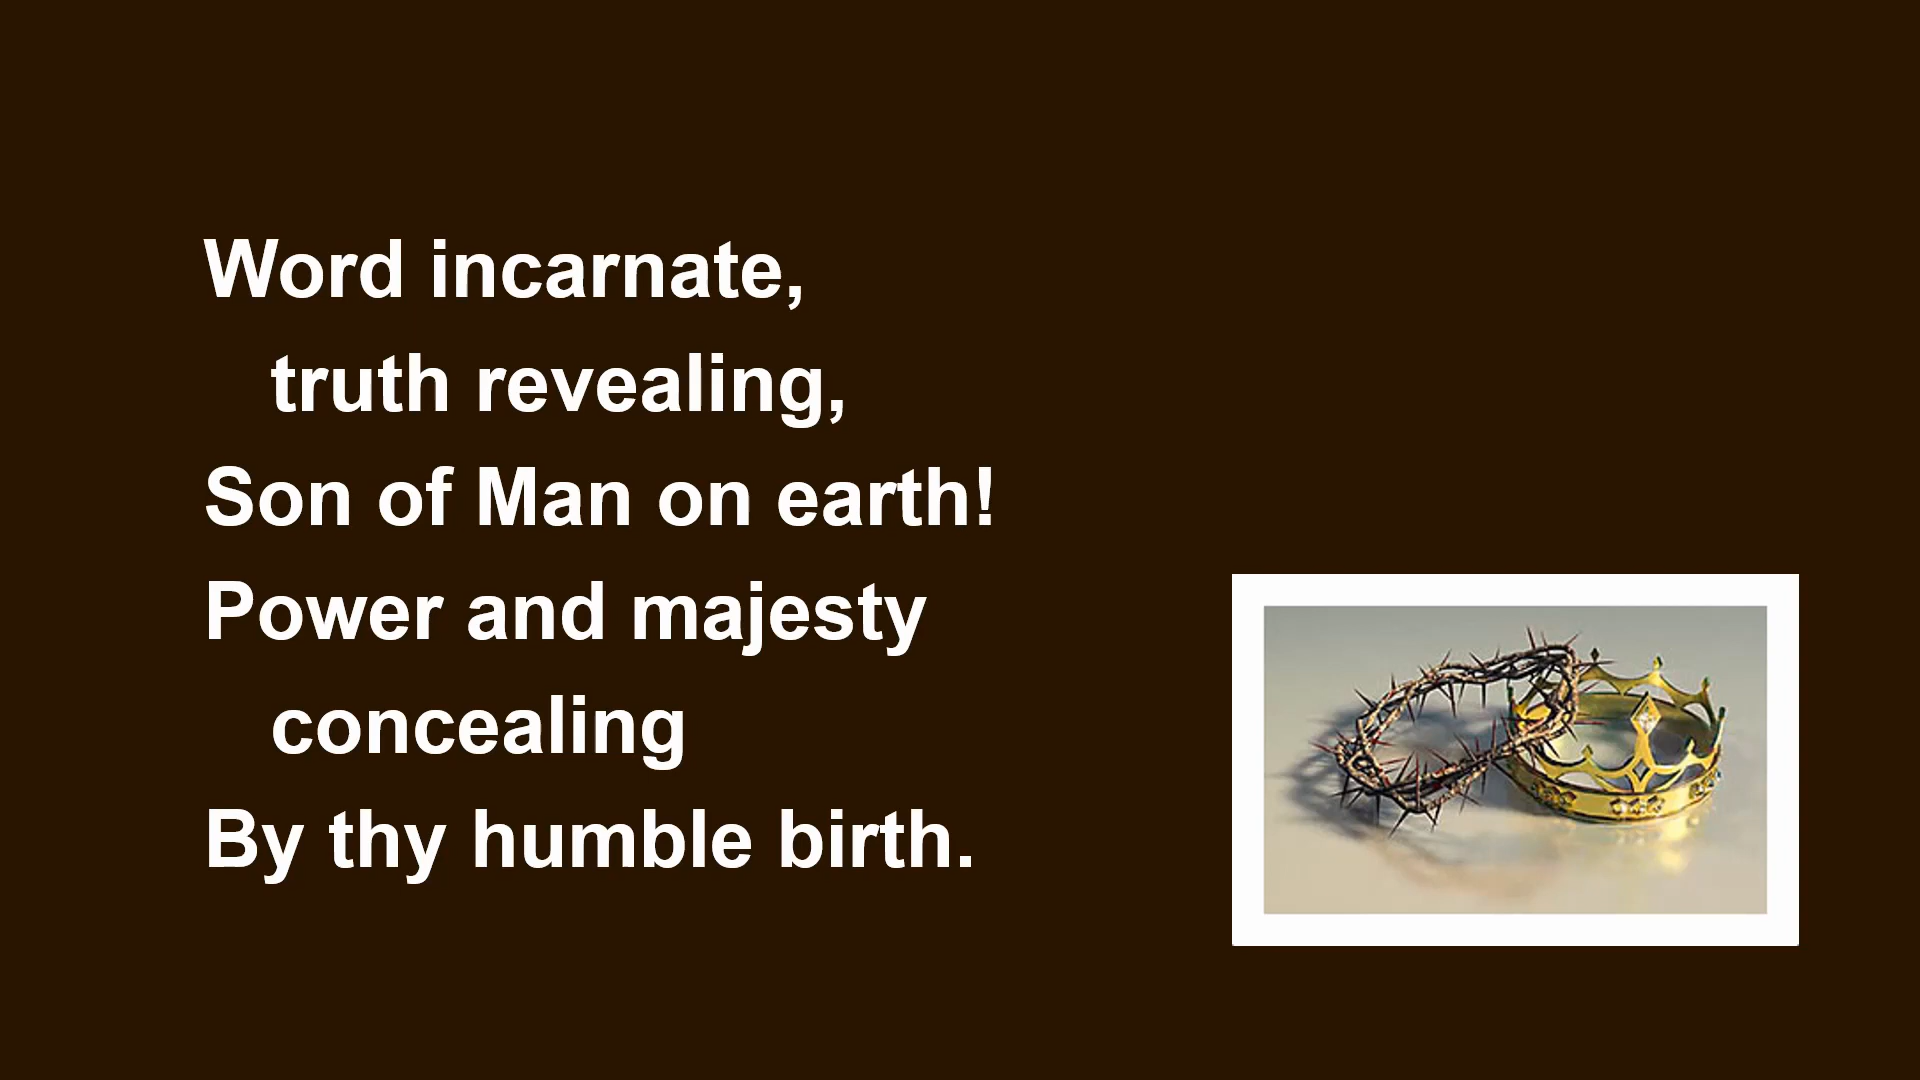 Word incarnate,
truth revealing,
Son of Man on earth!
Power and majesty
concealing
By thy humble birth.